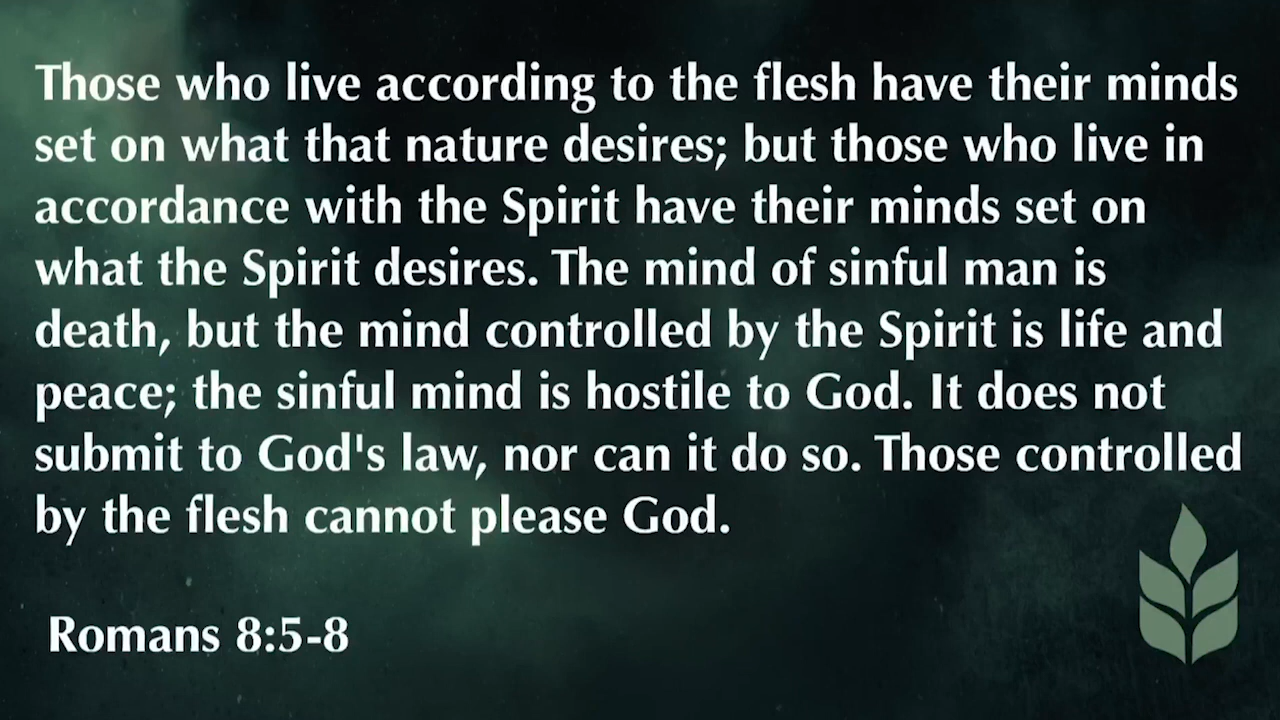 Those who live according to the flesh have their minds
set on what that nature desires; but those who live in
accordance with the Spirit have their minds set on
what the Spirit desires. The mind of sinful man is
death, but the mind controlled by the Spirit is life and
peace; the sinful mind is hostile to God. It does not
submit to God's law, nor can it do so. Those controlled
by the flesh cannot please God.
Romans 8:5-8